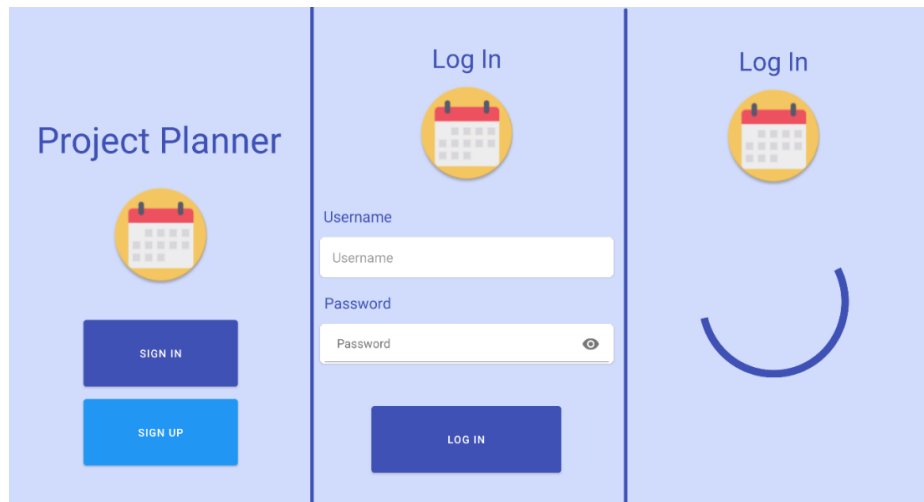 Project Planner
SIGN IN
SIGN UP
Log In
Username
Username
Password
Password
LOG IN
Log In